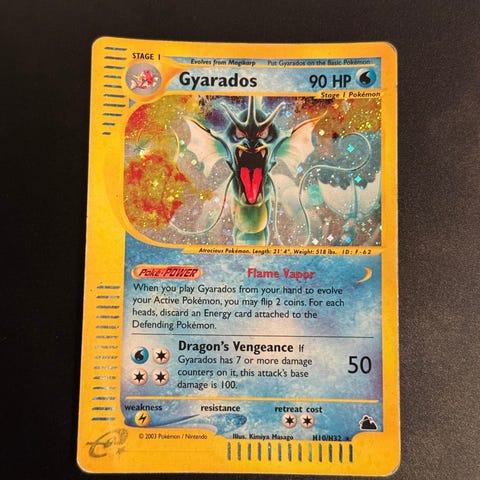 STAGE 1
Evolves from Magikarp
Put Gyarados on the Basic Pokémon
Gyarados
90 HP
Stage 1 Pokémon
Atrocious Pokémon. Length: 21' 4", Weight: 518 lbs. ID: F-62
Poké-POWER
Flame Vapor
When you play Gyarados from your hand to evolve
your Active Pokémon, you may flip 2 coins. For each
heads, discard an Energy card attached to the
Defending Pokémon.
Dragon's Vengeance If
Gyarados has 7 or more damage
counters on it, this attack's base
damage is 100.
50
weakness
resistance
retreat cost
© 2003 Pokémon / Nintendo
Illus. Kimiya Masago
H10/H32